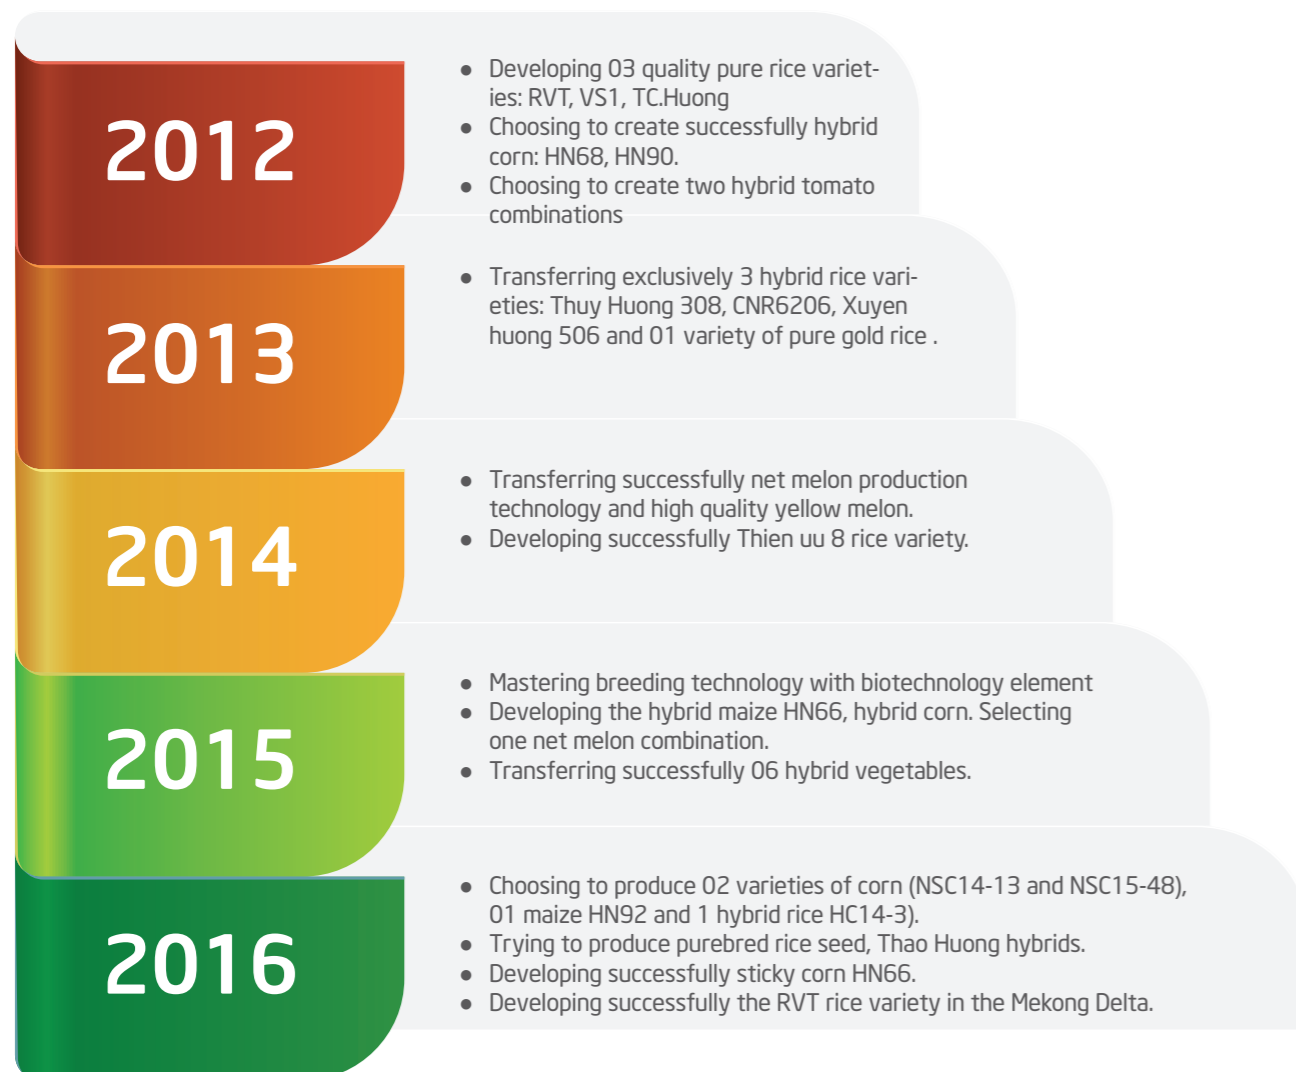 2012
● Developing 03 quality pure rice variet-
ies: RVT, VS1, TC.Huong
● Choosing to create successfully hybrid
corn: HN68, HN90.
● Choosing to create two hybrid tomato
combinations
2013
● Transferring exclusively 3 hybrid rice vari-
eties: Thuy Huong 308, CNR6206, Xuyen
huong 506 and 01 variety of pure gold rice .
2014
● Transferring successfully net melon production
technology and high quality yellow melon.
● Developing successfully Thien uu 8 rice variety.
2015
● Mastering breeding technology with biotechnology element
● Developing the hybrid maize HN66, hybrid corn. Selecting
one net melon combination.
● Transferring successfully 06 hybrid vegetables.
2016
● Choosing to produce 02 varieties of corn (NSC14-13 and NSC15-48),
01 maize HN92 and 1 hybrid rice HC14-3).
● Trying to produce purebred rice seed, Thao Huong hybrids.
● Developing successfully sticky corn HN66.
● Developing successfully the RVT rice variety in the Mekong Delta.